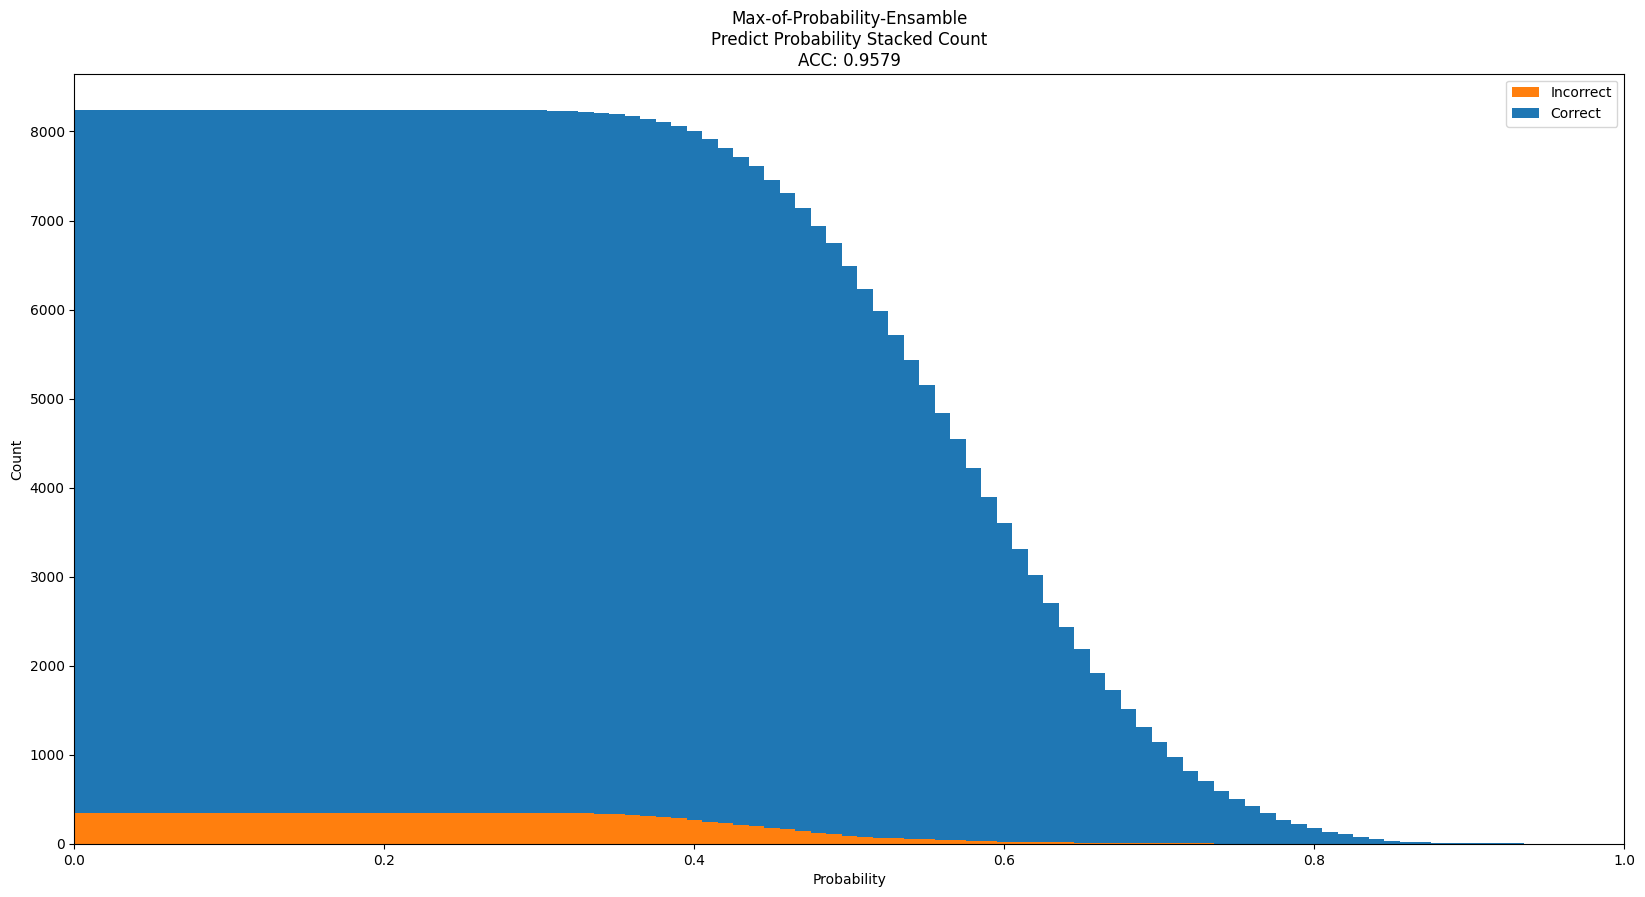 Max-of-Probability-Ensamble
Predict Probability Stacked Count
ACC: 0.9579
Incorrect
Correct
8000
7000
6000
5000
4000
3000
2000
1000
0
Count
0.0 0.2 0.4 0.6 0.8 1.0
Probability